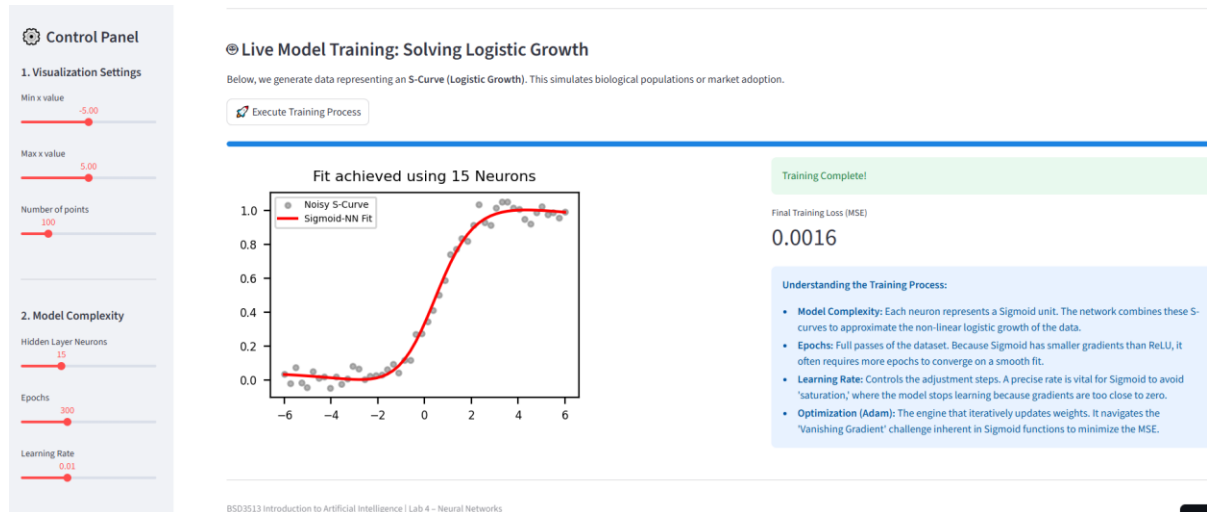 Control Panel
1. Visualization Settings
Min x value
-5.00
Max x value
5.00
Number of points
100
2. Model Complexity
Hidden Layer Neurons
15
Epochs
300
Learning Rate
0.01
Live Model Training: Solving Logistic Growth
Below, we generate data representing an S-Curve (Logistic Growth). This simulates biological populations or market adoption.
Execute Training Process
Fit achieved using 15 Neurons
Noisy S-Curve
Sigmoid-NN Fit
1.0
0.8
0.6
0.4
0.2
0.0
−6 −4 −2 0 2 4 6
Training Complete!
Final Training Loss (MSE)
0.0016
Understanding the Training Process:
• Model Complexity: Each neuron represents a Sigmoid unit. The network combines these S-
curves to approximate the non-linear logistic growth of the data.
• Epochs: Full passes of the dataset. Because Sigmoid has smaller gradients than ReLU, it
often requires more epochs to converge on a smooth fit.
• Learning Rate: Controls the adjustment steps. A precise rate is vital for Sigmoid to avoid
'saturation,' where the model stops learning because gradients are too close to zero.
• Optimization (Adam): The engine that iteratively updates weights. It navigates the
'Vanishing Gradient' challenge inherent in Sigmoid functions to minimize the MSE.
BSD3513 Introduction to Artificial Intelligence | Lab 4 – Neural Networks